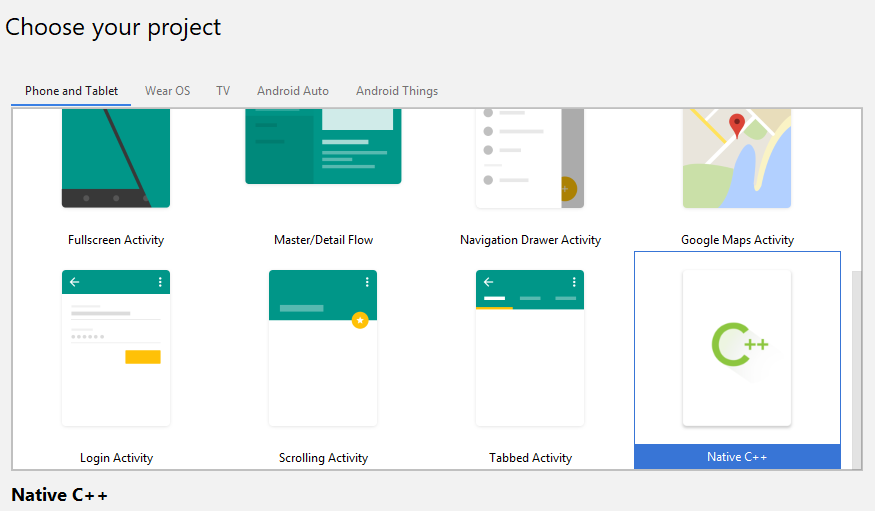 Choose your project
Phone and Tablet
Wear OS
TV
Android Auto
Android Things
Fullscreen Activity
Master/Detail Flow
Navigation Drawer Activity
Google Maps Activity
C++
Login Activity
Scrolling Activity
Tabbed Activity
Native C++
Native C++